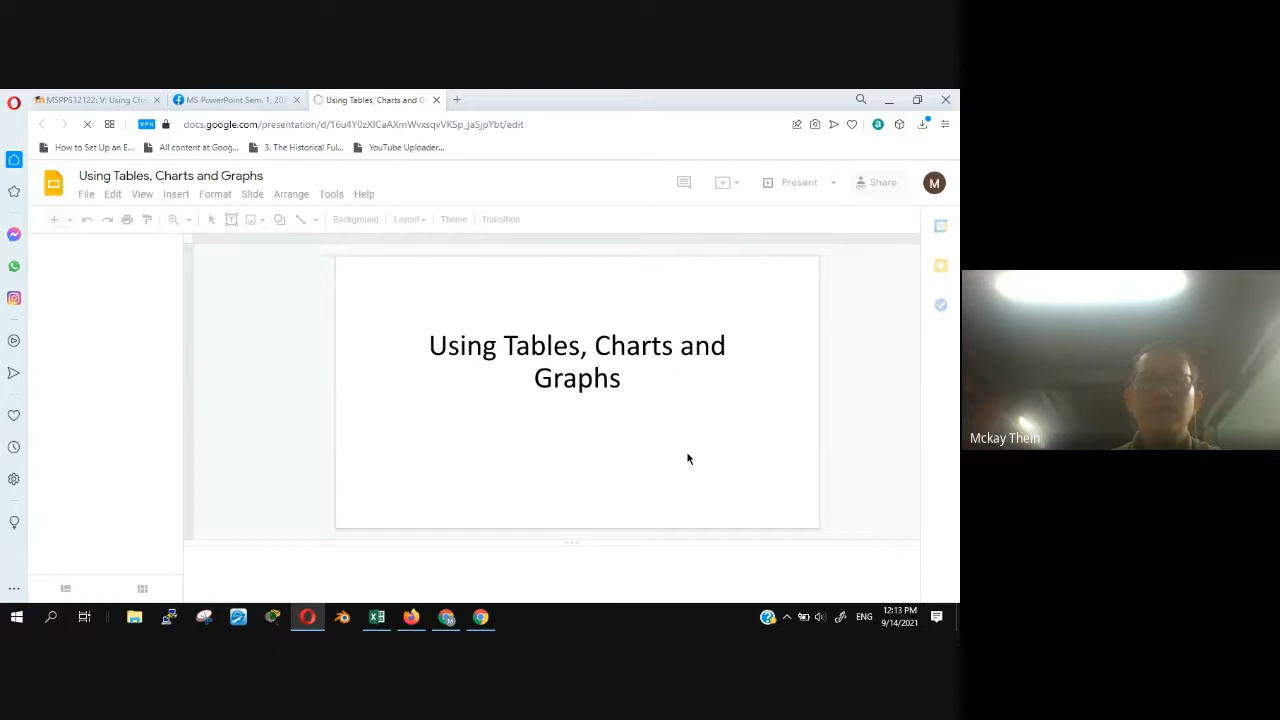 MSPPS12122: V: Using Cha
MS PowerPoint Sem. 1, 20
Using Tables, Charts and G
VPN
docs.google.com/presentation/d/16u4Y0zXlCaAXmWvxsqvVKSp_jaSjpYbt/edit
How to Set Up an E...
All content at Goog...
3. The Historical Ful...
YouTube Uploader...
Using Tables, Charts and Graphs
File Edit View Insert Format Slide Arrange Tools Help
Present
Share
M
Background
Layout
Theme
Transition
Using Tables, Charts and
Graphs
Mckay Thein
ENG
12:13 PM
9/14/2021